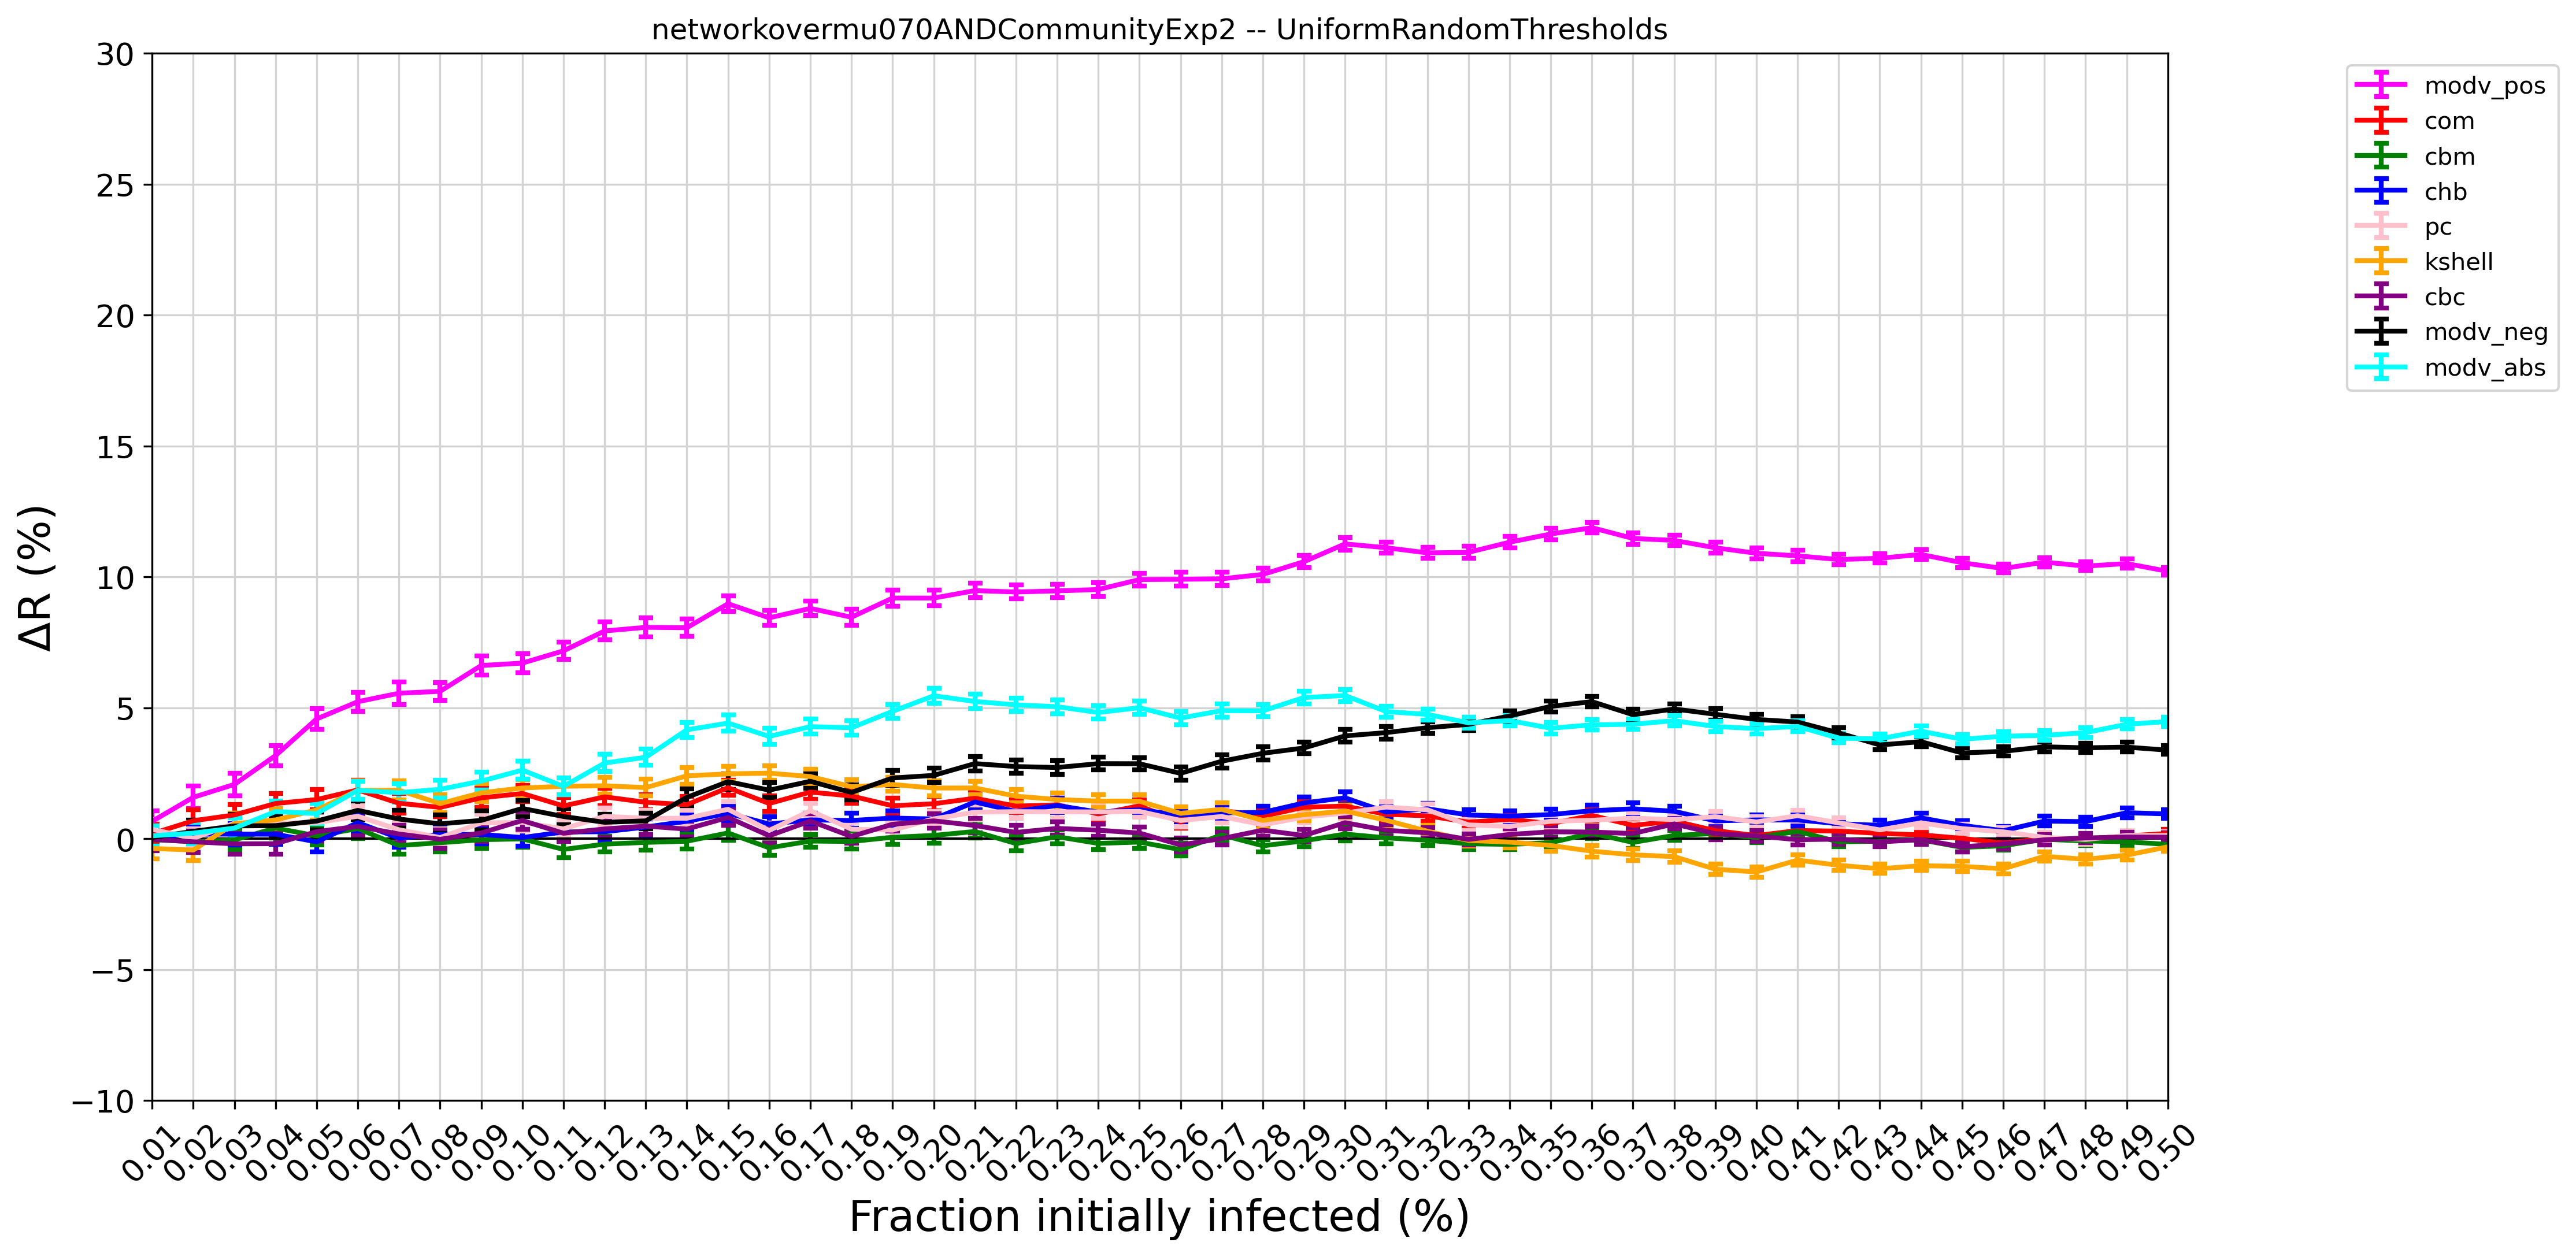 networkovermu070ANDCommunityExp2 -- UniformRandomThresholds
30
25
20
15
10
5
0
−5
−10
ΔR (%)
0.01 0.02 0.03 0.04 0.05 0.06 0.07 0.08 0.09 0.10 0.11 0.12 0.13 0.14 0.15 0.16 0.17 0.18 0.19 0.20 0.21 0.22 0.23 0.24 0.25 0.26 0.27 0.28 0.29 0.30 0.31 0.32 0.33 0.34 0.35 0.36 0.37 0.38 0.39 0.40 0.41 0.42 0.43 0.44 0.45 0.46 0.47 0.48 0.49 0.50
Fraction initially infected (%)
modv_pos
com
cbm
chb
pc
kshell
cbc
modv_neg
modv_abs